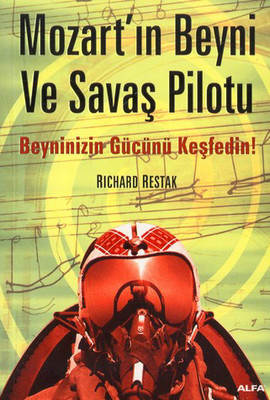 Mozart'ın Beyni
Ve Savaş Pilotu
Beyninizin Gücünü Keşfedin!
RICHARD RESTAK
ALFA